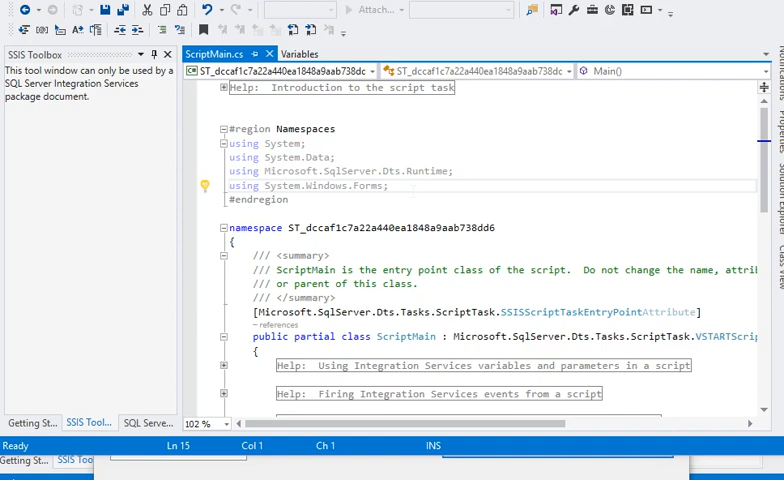 Attach...
SSIS Toolbox
This tool window can only be used by a
SQL Server Integration Services
package document.
ScriptMain.cs
Variables
ST_dccaf1c7a22a440ea1848a9aab738dc
ST_dccaf1c7a22a440ea1848a9aab738dc
Main()
Help: Introduction to the script task
#region Namespaces
using System;
using System.Data;
using Microsoft.SqlServer.Dts.Runtime;
using System.Windows.Forms;
#endregion
namespace ST_dccaf1c7a22a440ea1848a9aab738dd6
{
/// <summary>
/// ScriptMain is the entry point class of the script.  Do not change the name, attrib
/// or parent of this class.
/// </summary>
[Microsoft.SqlServer.Dts.Tasks.ScriptTask.SSISScriptTaskEntryPointAttribute]
– references
public partial class ScriptMain : Microsoft.SqlServer.Dts.Tasks.ScriptTask.VSTARTScrip
{
Help:  Using Integration Services variables and parameters in a script
Help:  Firing Integration Services events from a script
102 %
Getting St...
SSIS Tool...
SQL Serve...
Ready
Ln 15
Col 1
Ch 1
INS
Getting St...
SSIS Too
Notifications
Properties
Solution Explorer
Class View